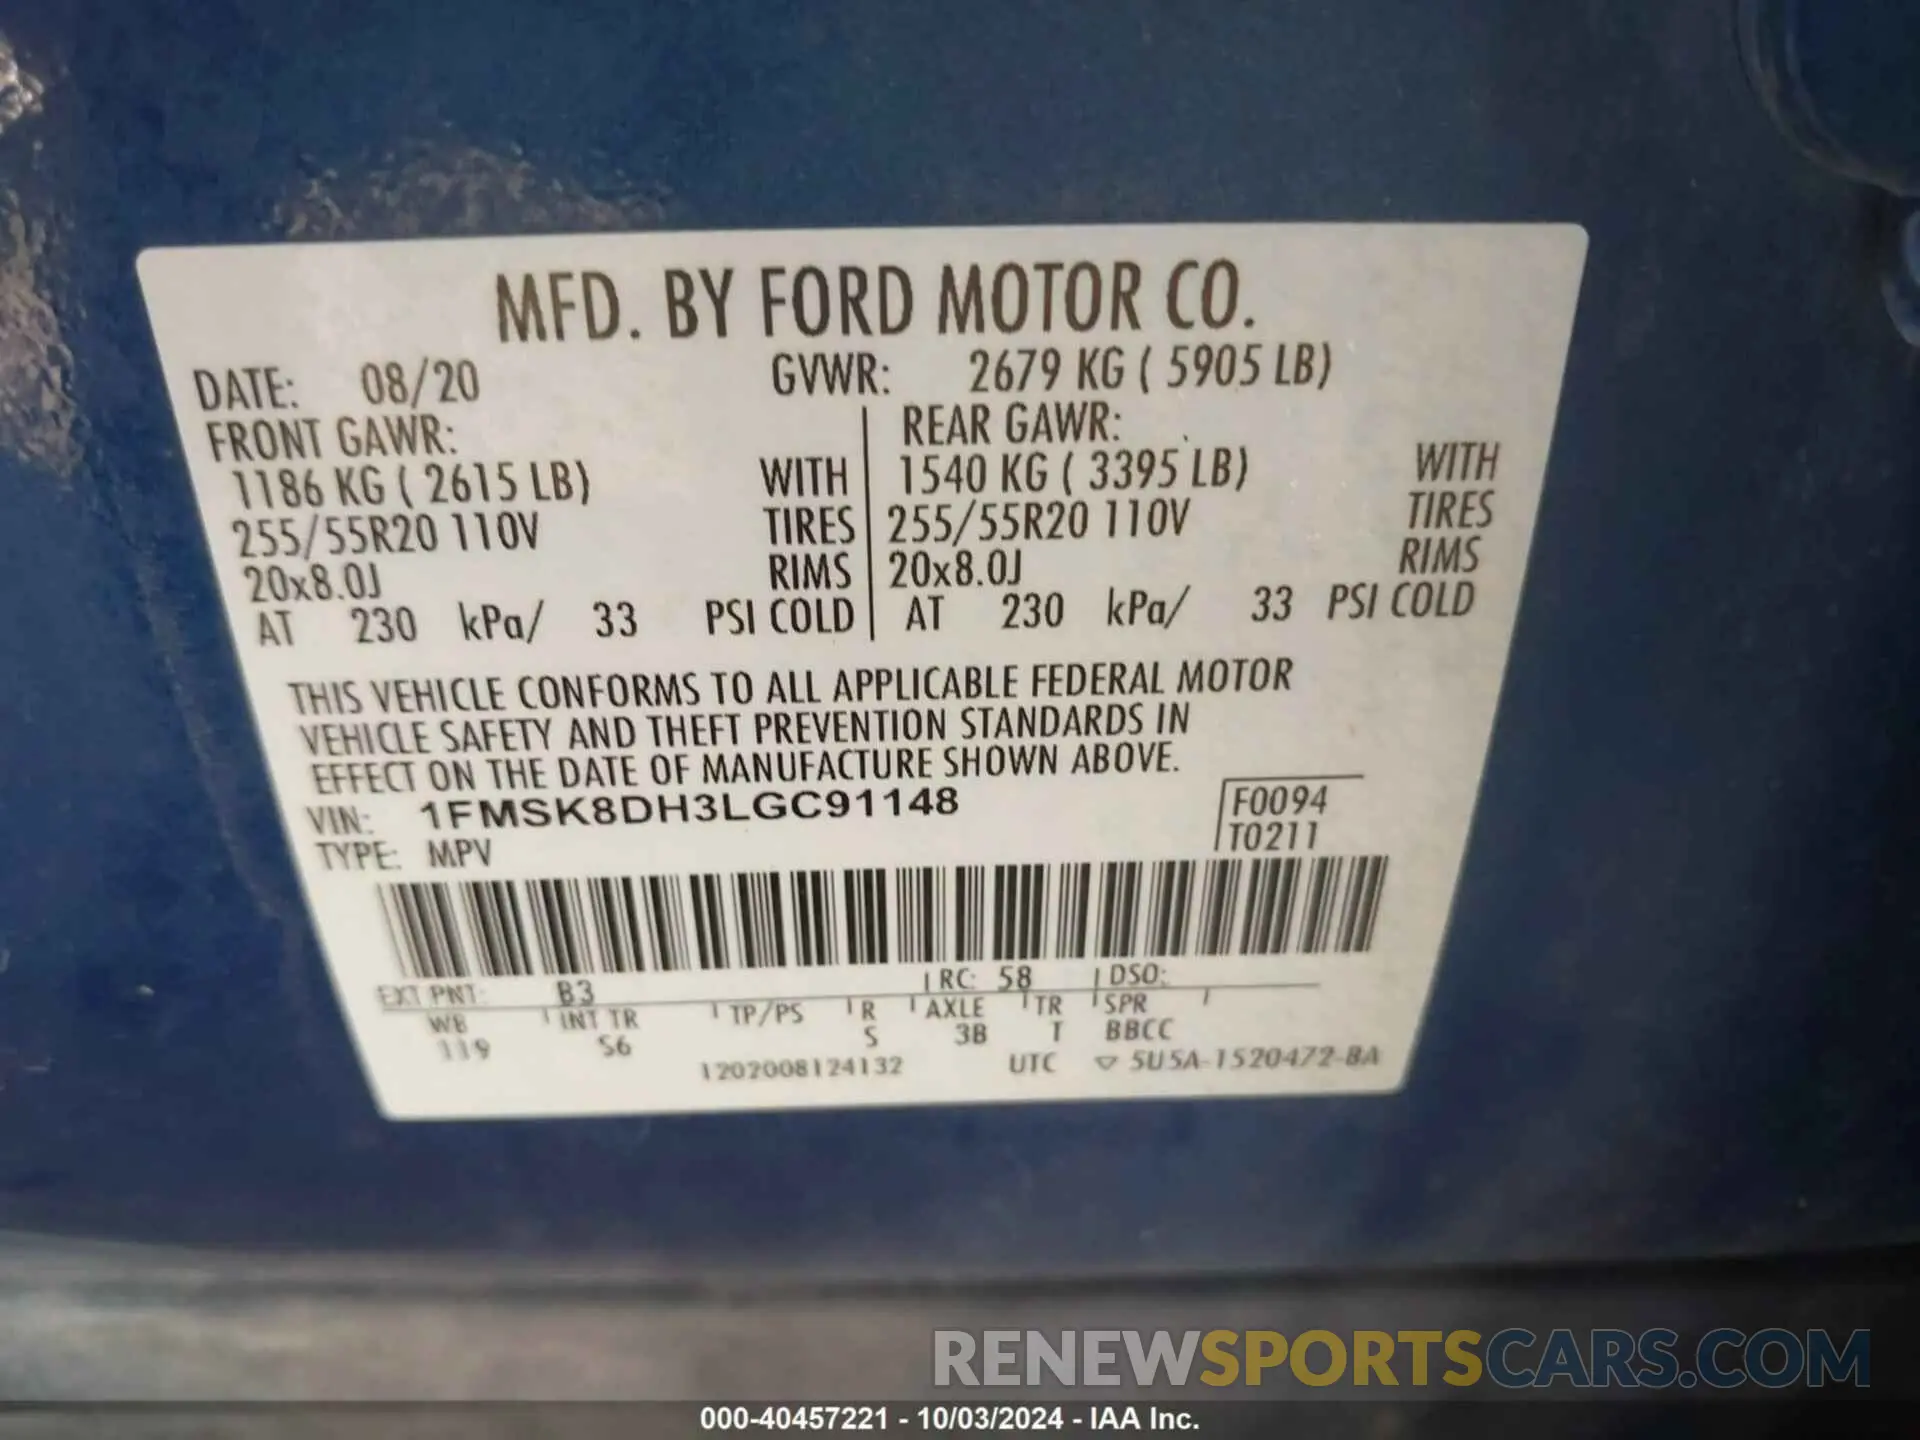 MFD. BY FORD MOTOR CO.
DATE: 08/20 GVWR: 2679 KG ( 5905 LB)
FRONT GAWR: REAR GAWR:
1186 KG ( 2615 LB) WITH 1540 KG ( 3395 LB) WITH
255/55R20 110V TIRES 255/55R20 110V TIRES
20x8.0J RIMS 20x8.0J RIMS
AT 230 kPa/ 33 PSI COLD AT 230 kPa/ 33 PSI COLD
THIS VEHICLE CONFORMS TO ALL APPLICABLE FEDERAL MOTOR
VEHICLE SAFETY AND THEFT PREVENTION STANDARDS IN
EFFECT ON THE DATE OF MANUFACTURE SHOWN ABOVE.
VIN: 1FMSK8DH3LGC91148 F0094
TYPE: MPV T0211
EXT PNT: B3 RC: 58 DSO:
WB INT TR TP/PS R AXLE TR SPR
119 S6 S 3B T BBCC
1202008124132 UTC ▽ 5U5A-1520472-BA
RENEWSPORTSCARS.COM
000-40457221 - 10/03/2024 - IAA Inc.